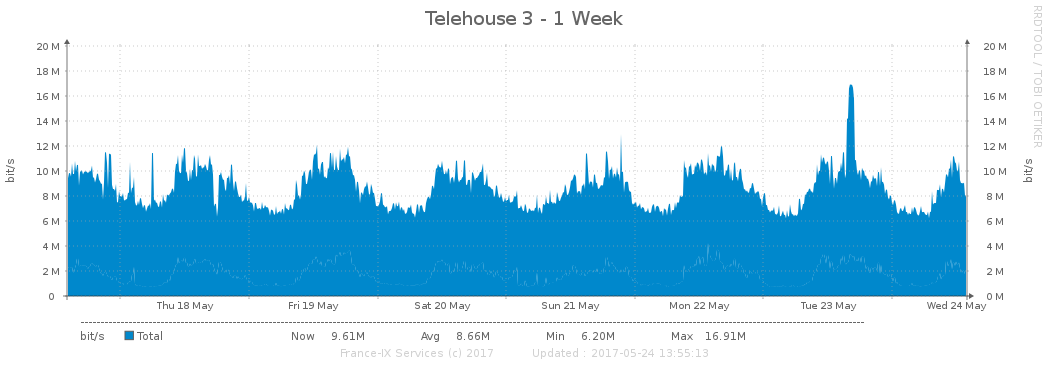 Telehouse 3 - 1 Week
RRDTOOL / TOBI OETIKER
bit/s
20 M
18 M
16 M
14 M
12 M
10 M
8 M
6 M
4 M
2 M
0
20 M
18 M
16 M
14 M
12 M
10 M
8 M
6 M
4 M
2 M
0 M
bit/s
Thu 18 May Fri 19 May Sat 20 May Sun 21 May Mon 22 May Tue 23 May Wed 24 May
bit/s Total Now 9.61M Avg 8.66M Min 6.20M Max 16.91M
France-IX Services (c) 2017 Updated : 2017-05-24 13:55:13